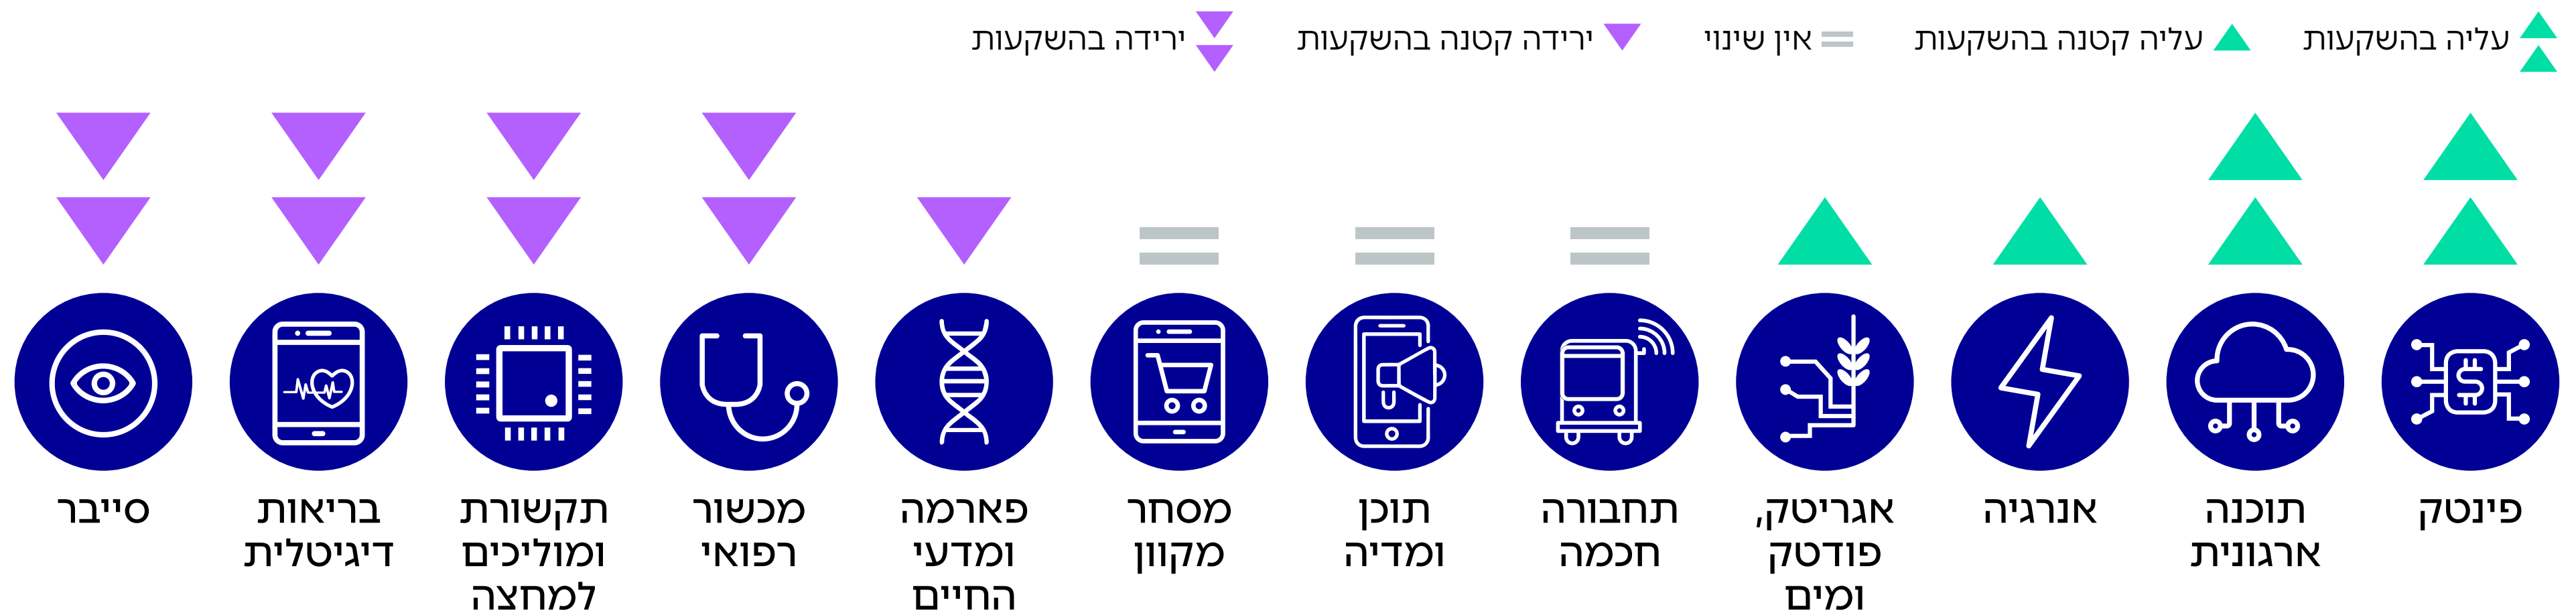 עליה בהשקעות
עליה קטנה בהשקעות
אין שינוי
ירידה קטנה בהשקעות
ירידה בהשקעות
פינטק
תוכנה
ארגונית
אנרגיה
אגריטק,
פודטק
ומים
תחבורה
חכמה
תוכן
ומדיה
מסחר
מקוון
פארמה
ומדעי
החיים
מכשור
רפואי
תקשורת
ומוליכים
למחצה
בריאות
דיגיטלית
סייבר